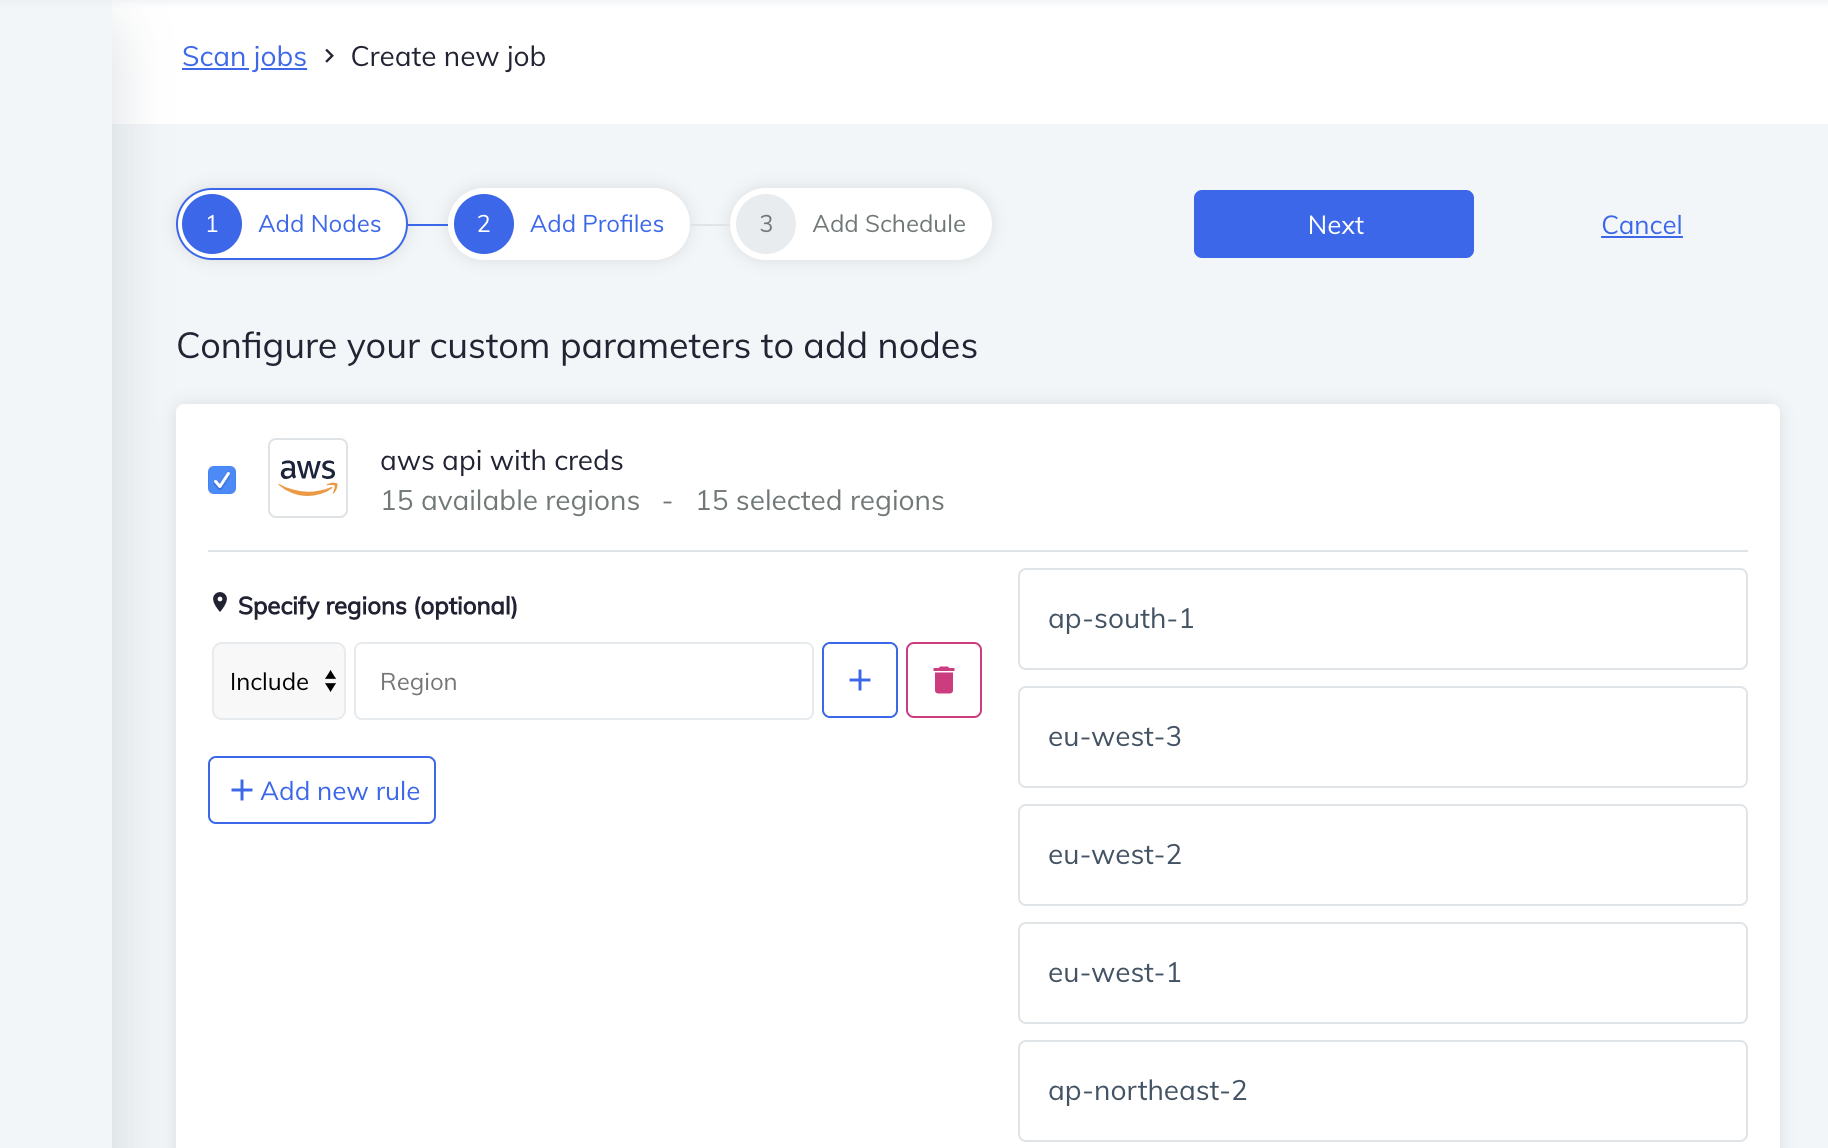 Scan jobs > Create new job
1 Add Nodes 2 Add Profiles 3 Add Schedule Next Cancel
Configure your custom parameters to add nodes
aws
aws api with creds
15 available regions - 15 selected regions
Specify regions (optional)
Include Region +
+ Add new rule
ap-south-1
eu-west-3
eu-west-2
eu-west-1
ap-northeast-2